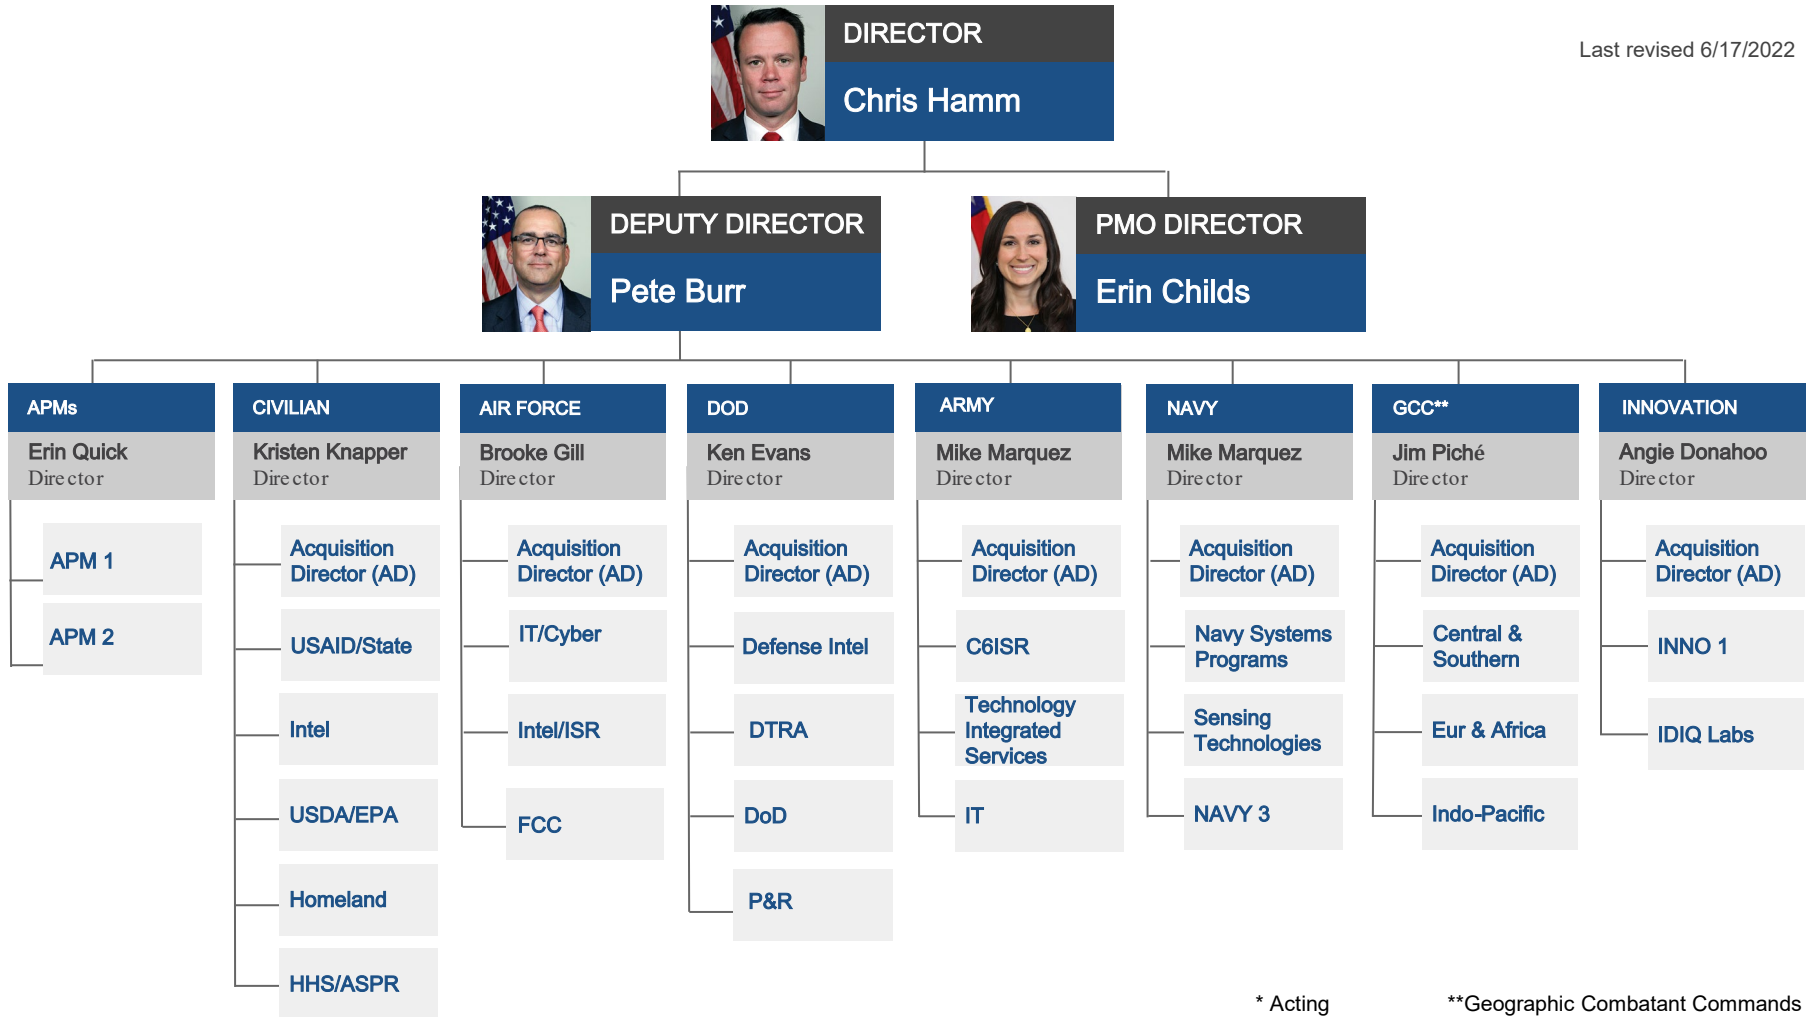 DIRECTOR
Chris Hamm
Last revised 6/17/2022
DEPUTY DIRECTOR
Pete Burr
PMO DIRECTOR
Erin Childs
APMs
Erin Quick
Director
APM 1
APM 2
CIVILIAN
Kristen Knapper
Director
Acquisition
Director (AD)
USAID/State
Intel
USDA/EPA
Homeland
HHS/ASPR
AIR FORCE
Brooke Gill
Director
Acquisition
Director (AD)
IT/Cyber
Intel/ISR
FCC
DOD
Ken Evans
Director
Acquisition
Director (AD)
Defense Intel
DTRA
DoD
P&R
ARMY
Mike Marquez
Director
Acquisition
Director (AD)
C6ISR
Technology
Integrated
Services
IT
NAVY
Mike Marquez
Director
Acquisition
Director (AD)
Navy Systems
Programs
Sensing
Technologies
NAVY 3
GCC**
Jim Piché
Director
Acquisition
Director (AD)
Central &
Southern
Eur & Africa
Indo-Pacific
INNOVATION
Angie Donahoo
Director
Acquisition
Director (AD)
INNO 1
IDIQ Labs
* Acting
**Geographic Combatant Commands